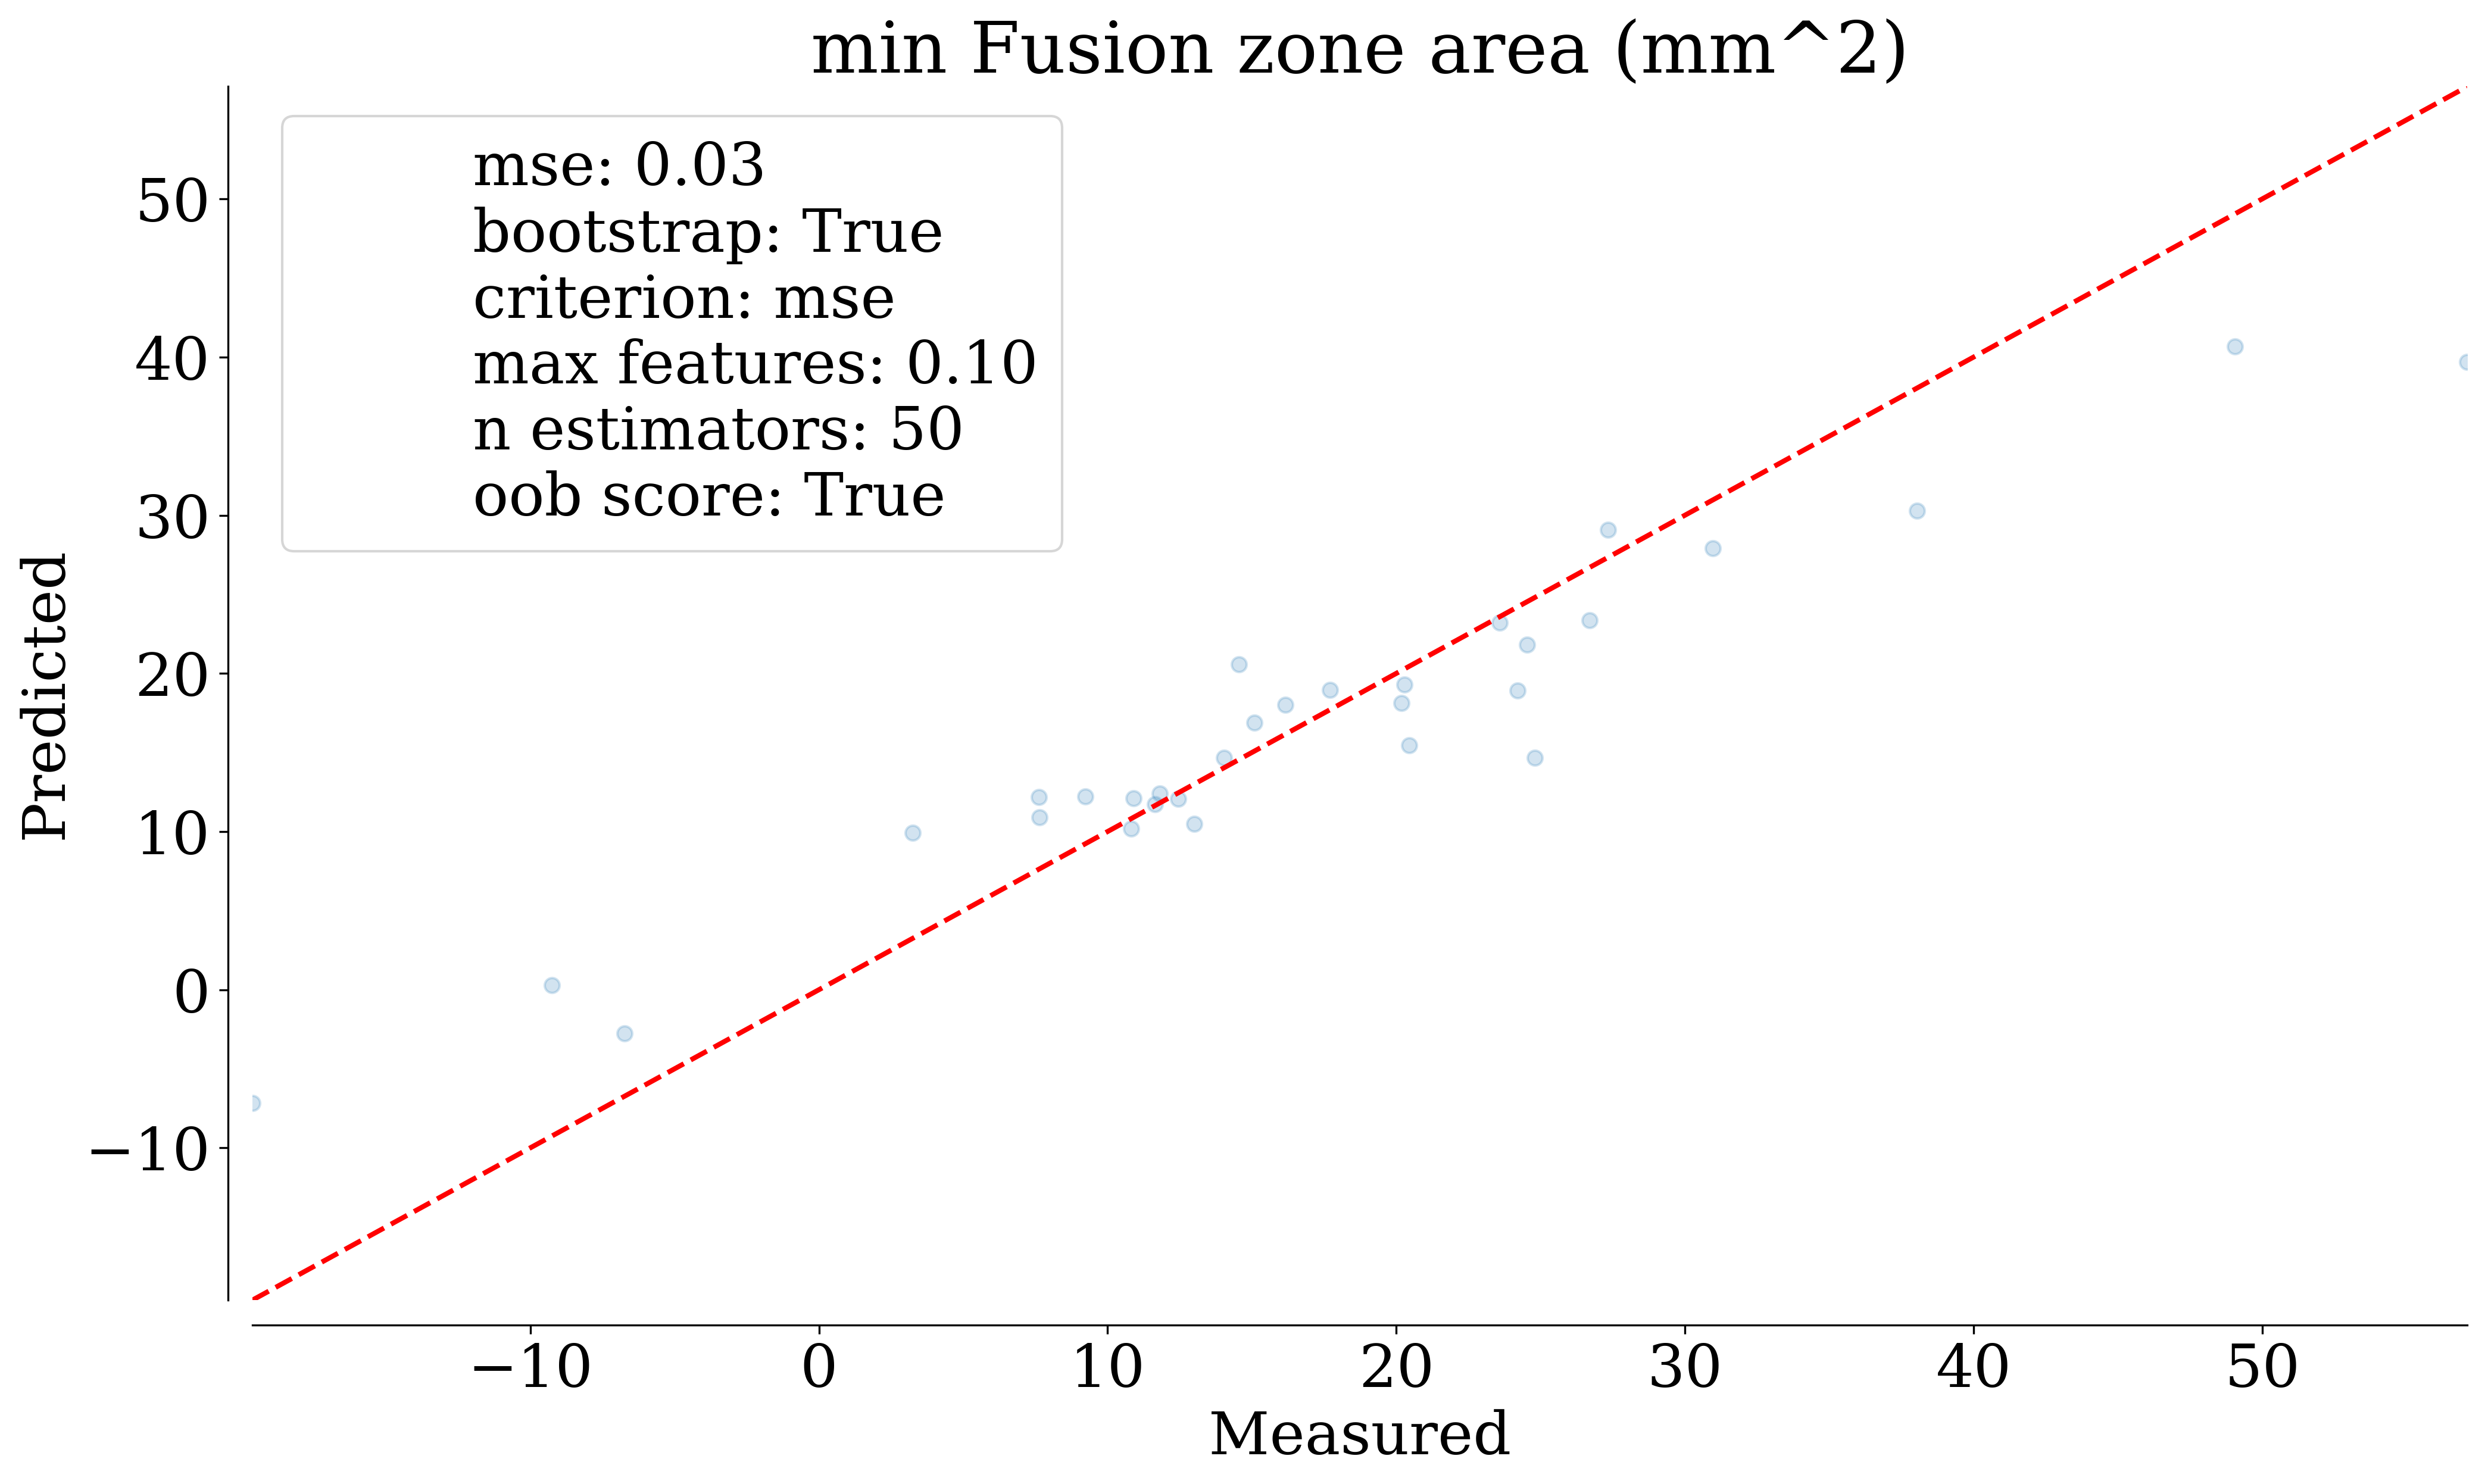 min Fusion zone area (mm^2)
mse: 0.03
bootstrap: True
criterion: mse
max features: 0.10
n estimators: 50
oob score: True
Predicted
50
40
30
20
10
0
−10
−10 0 10 20 30 40 50
Measured